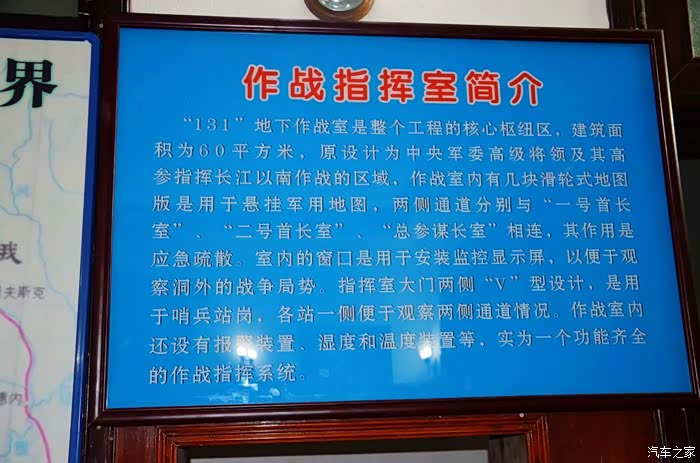 作战指挥室简介
“131”地下作战室是整个工程的核心枢纽区，建筑面
积为60平方米，原设计为中央军委高级将领及其高
参指挥长江以南作战的区域，作战室内有几块滑轮式地图
版是用于悬挂军用地图，两侧通道分别与“一号首长
室”、“二号首长室”、“总参谋长室”相连，其作用是
应急疏散。室内的窗口是用于安装监控显示屏，以便于观
察洞外的战争局势。指挥室大门两侧“V”型设计，是用
于哨兵站岗，各站一侧便于观察两侧通道情况。作战室内
还设有报警装置、湿度和温度装置等，实为一个功能齐全
的作战指挥系统。
界
我
夫斯克
内
汽车之家